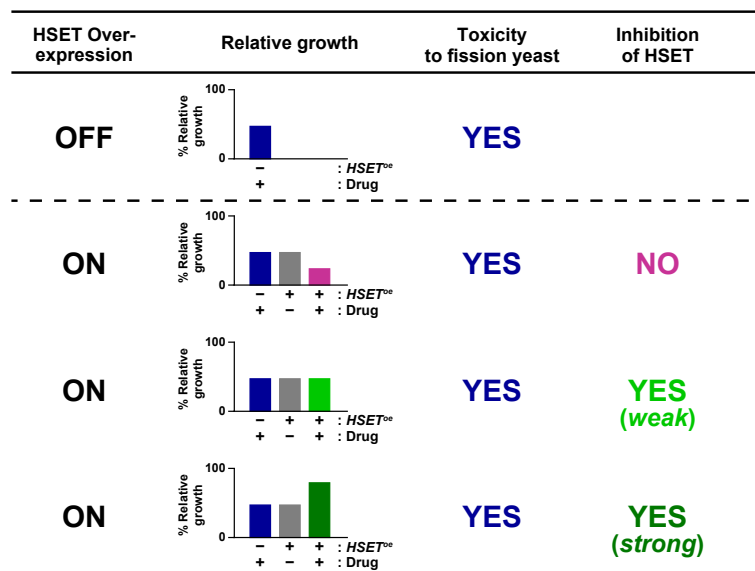 HSET Over-
expression
Relative growth
Toxicity
to fission yeast
Inhibition
of HSET
OFF
% Relative
growth
100
0
– : HSETᵒᵉ
+ : Drug
YES
ON
% Relative
growth
100
0
– + + : HSETᵒᵉ
+ – + : Drug
YES
NO
ON
% Relative
growth
100
0
– + + : HSETᵒᵉ
+ – + : Drug
YES
YES
(weak)
ON
% Relative
growth
100
0
– + + : HSETᵒᵉ
+ – + : Drug
YES
YES
(strong)